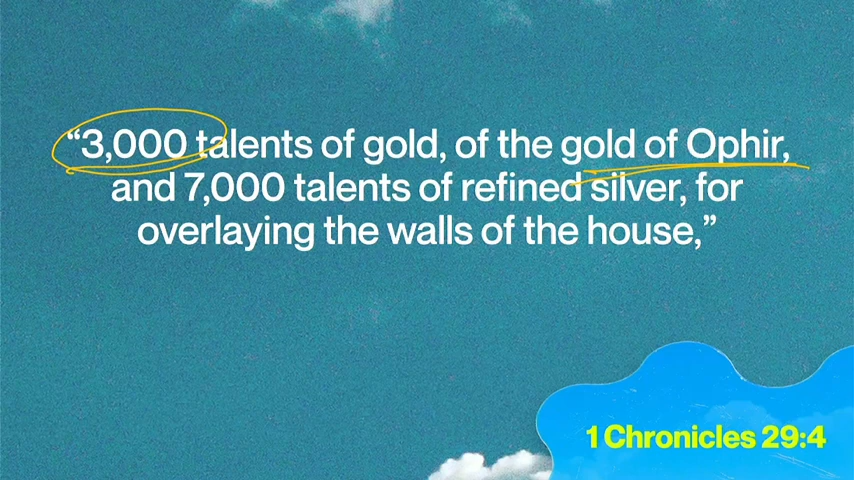 “3,000 talents of gold, of the gold of Ophir,
and 7,000 talents of refined silver, for
overlaying the walls of the house,”
1 Chronicles 29:4